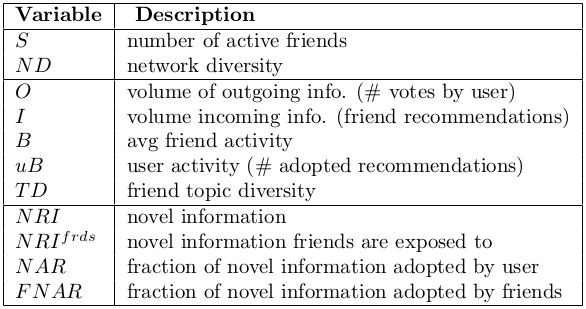 Variable Description
S number of active friends
ND network diversity
O volume of outgoing info. (# votes by user)
I volume incoming info. (friend recommendations)
B avg friend activity
uB user activity (# adopted recommendations)
TD friend topic diversity
NRI novel information
NRI^frds novel information friends are exposed to
NAR fraction of novel information adopted by user
FNAR fraction of novel information adopted by friends